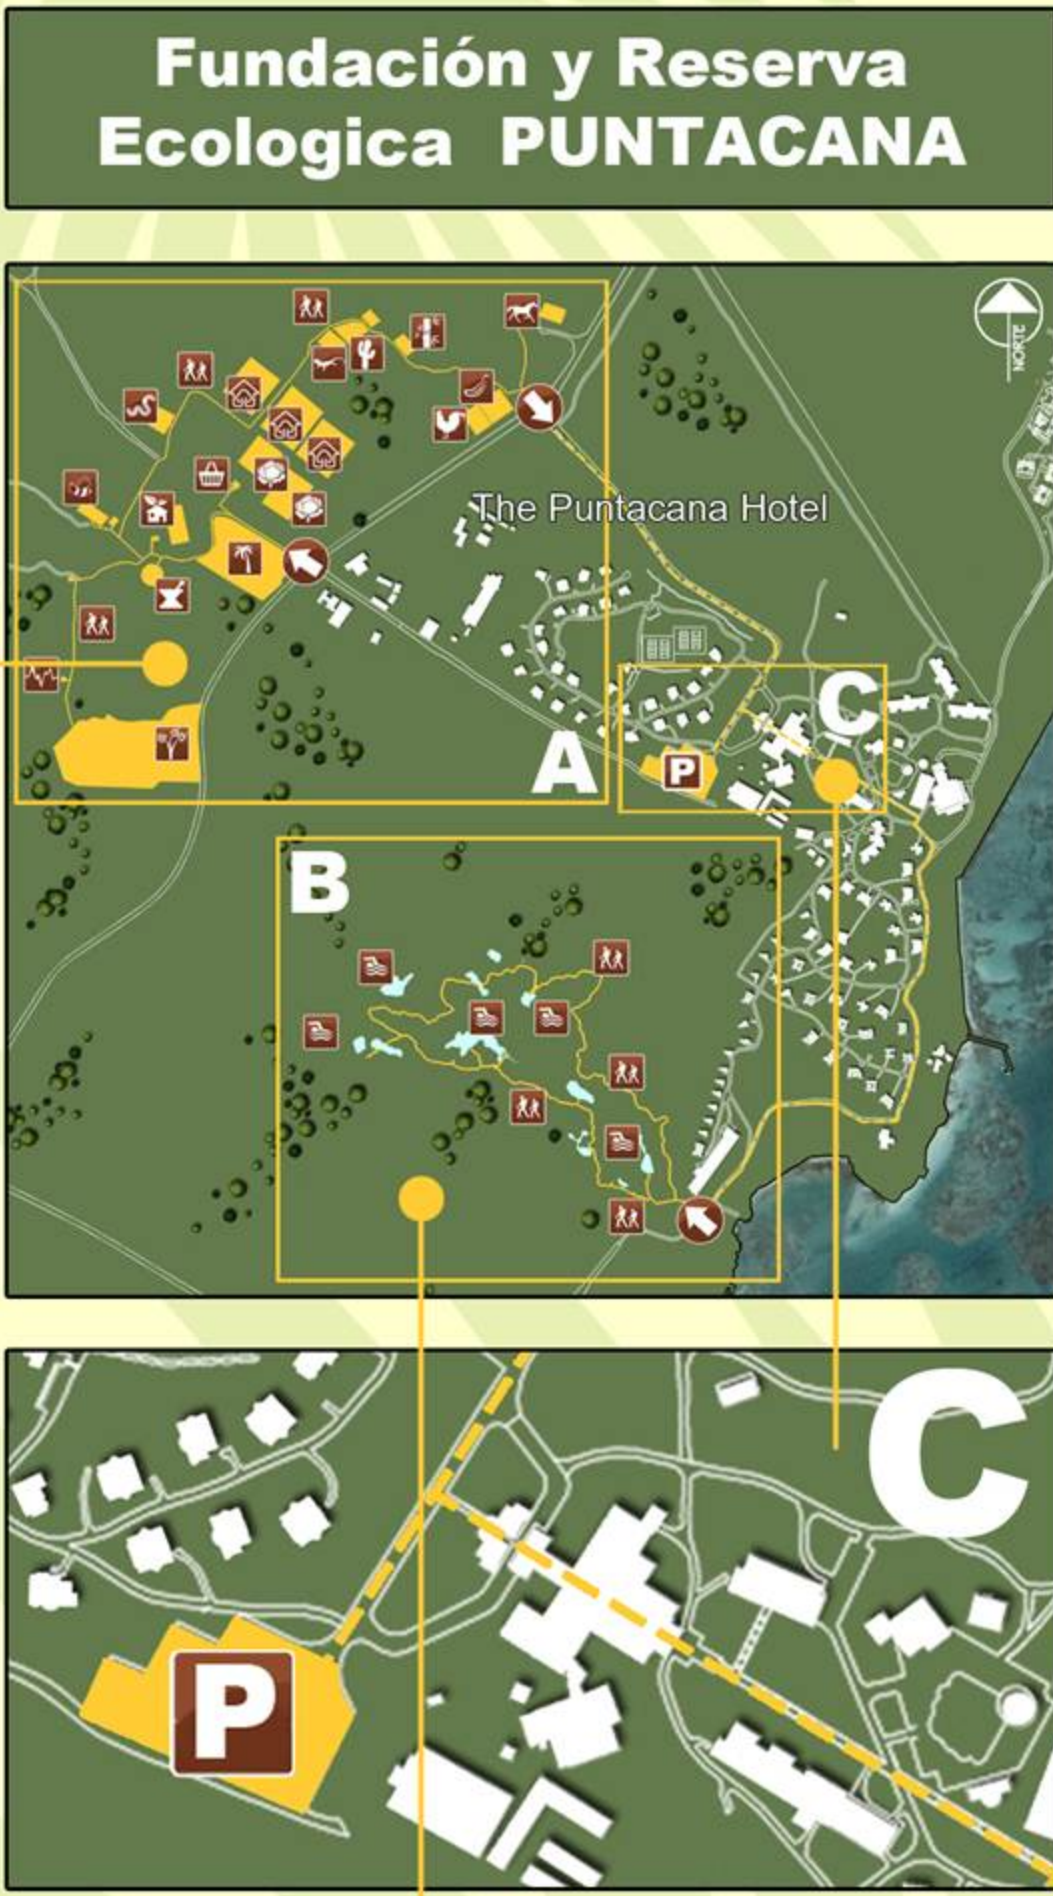 Fundación y Reserva
Ecologica PUNTACANA
NORTE
The Puntacana Hotel
C
A
P
B
C
P